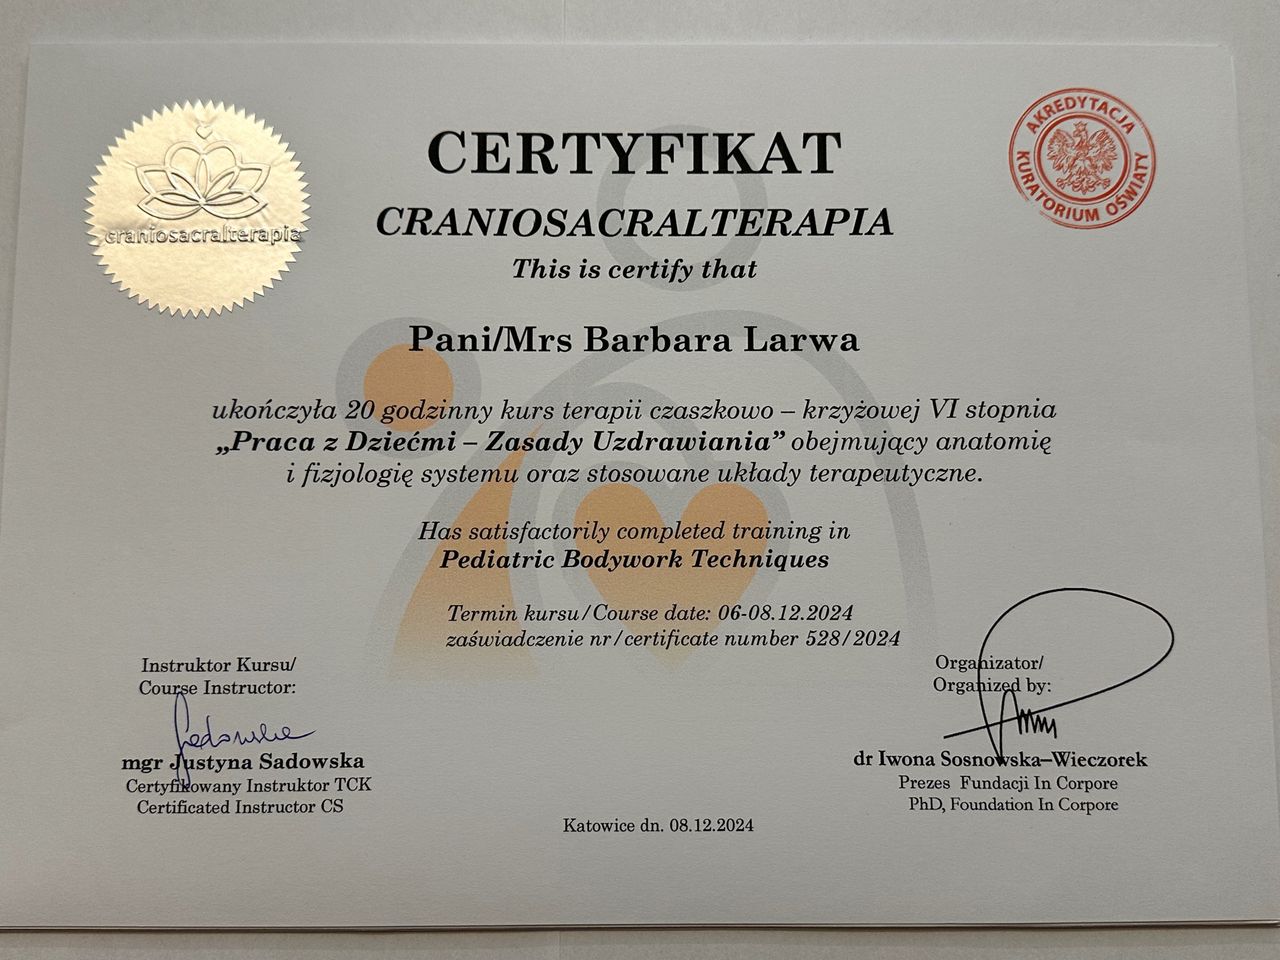 craniosacralterapia
AKREDYTACJA
KURATORIUM OŚWIATY
CERTYFIKAT
CRANIOSACRALTERAPIA
This is certify that
Pani/Mrs Barbara Larwa
ukończyła 20 godzinny kurs terapii czaszkowo – krzyżowej VI stopnia
„Praca z Dziećmi – Zasady Uzdrawiania” obejmujący anatomię
i fizjologię systemu oraz stosowane układy terapeutyczne.
Has satisfactorily completed training in
Pediatric Bodywork Techniques
Termin kursu/Course date: 06-08.12.2024
zaświadczenie nr/certificate number 528/2024
Instruktor Kursu/
Course Instructor:
Sadowska
mgr Justyna Sadowska
Certyfikowany Instruktor TCK
Certificated Instructor CS
Organizator/
Organized by:
dr Iwona Sosnowska–Wieczorek
Prezes Fundacji In Corpore
PhD, Foundation In Corpore
Katowice dn. 08.12.2024